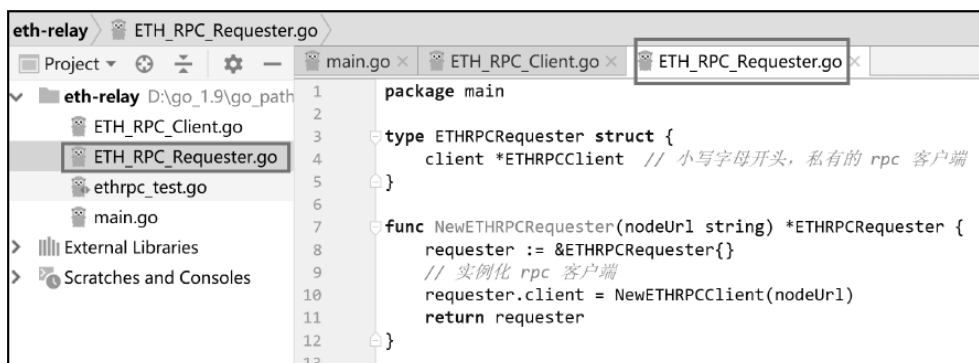 eth-relay ETH_RPC_Requester.go
Project
main.go × ETH_RPC_Client.go × ETH_RPC_Requester.go ×
eth-relay D:\go_1.9\go_path
ETH_RPC_Client.go
ETH_RPC_Requester.go
ethrpc_test.go
main.go
External Libraries
Scratches and Consoles
1 package main
2
3 type ETHRPCRequester struct {
4     client *ETHRPCClient  // 小写字母开头，私有的 rpc 客户端
5 }
6
7 func NewETHRPCRequester(nodeUrl string) *ETHRPCRequester {
8     requester := &ETHRPCRequester{}
9     // 实例化 rpc 客户端
10     requester.client = NewETHRPCClient(nodeUrl)
11     return requester
12 }
13